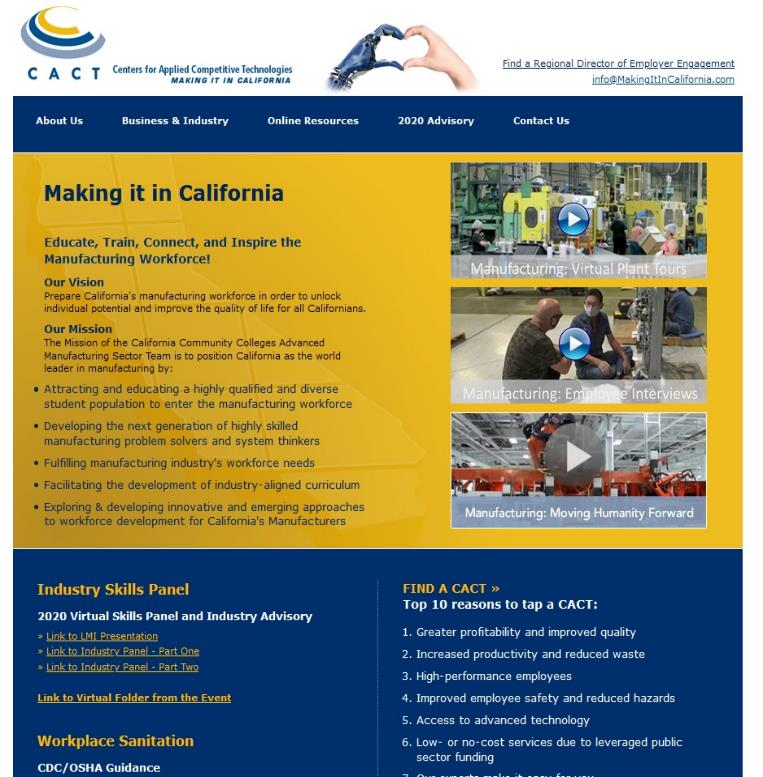 CACT
Centers for Applied Competitive Technologies
MAKING IT IN CALIFORNIA
Find a Regional Director of Employer Engagement
info@MakingItInCalifornia.com
About Us
Business & Industry
Online Resources
2020 Advisory
Contact Us
Making it in California
Educate, Train, Connect, and Inspire the
Manufacturing Workforce!
Our Vision
Prepare California's manufacturing workforce in order to unlock
individual potential and improve the quality of life for all Californians.
Our Mission
The Mission of the California Community Colleges Advanced
Manufacturing Sector Team is to position California as the world
leader in manufacturing by:
• Attracting and educating a highly qualified and diverse
student population to enter the manufacturing workforce
• Developing the next generation of highly skilled
manufacturing problem solvers and system thinkers
• Fulfilling manufacturing industry's workforce needs
• Facilitating the development of industry-aligned curriculum
• Exploring & developing innovative and emerging approaches
to workforce development for California's Manufacturers
Manufacturing: Virtual Plant Tours
Manufacturing: Employee Interviews
Manufacturing: Moving Humanity Forward
Industry Skills Panel
2020 Virtual Skills Panel and Industry Advisory
» Link to LMI Presentation
» Link to Industry Panel - Part One
» Link to Industry Panel - Part Two
Link to Virtual Folder from the Event
Workplace Sanitation
CDC/OSHA Guidance
FIND A CACT »
Top 10 reasons to tap a CACT:
1. Greater profitability and improved quality
2. Increased productivity and reduced waste
3. High-performance employees
4. Improved employee safety and reduced hazards
5. Access to advanced technology
6. Low- or no-cost services due to leveraged public
sector funding
7. Our experts make it easy for you